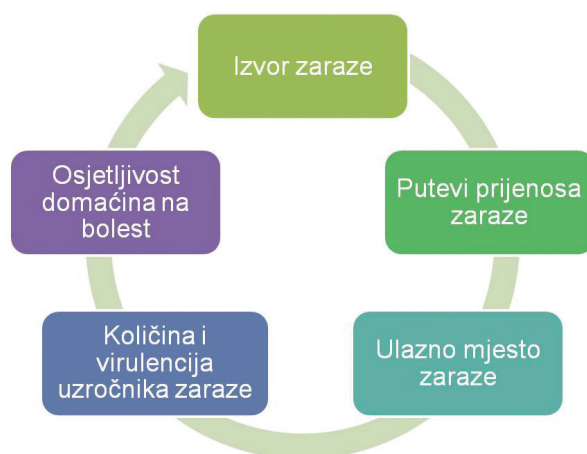 Izvor zaraze
Putevi prijenosa
zaraze
Ulazno mjesto
zaraze
Količina i
virulencija
uzročnika zaraze
Osjetljivost
domaćina na
bolest